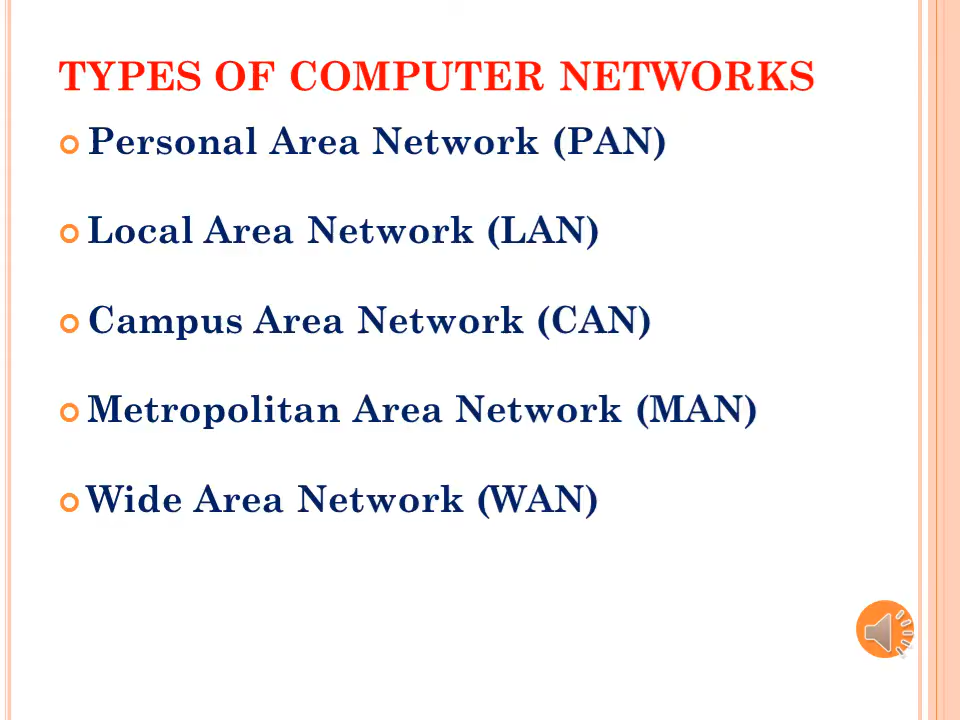 TYPES OF COMPUTER NETWORKS
Personal Area Network (PAN)
Local Area Network (LAN)
Campus Area Network (CAN)
Metropolitan Area Network (MAN)
Wide Area Network (WAN)